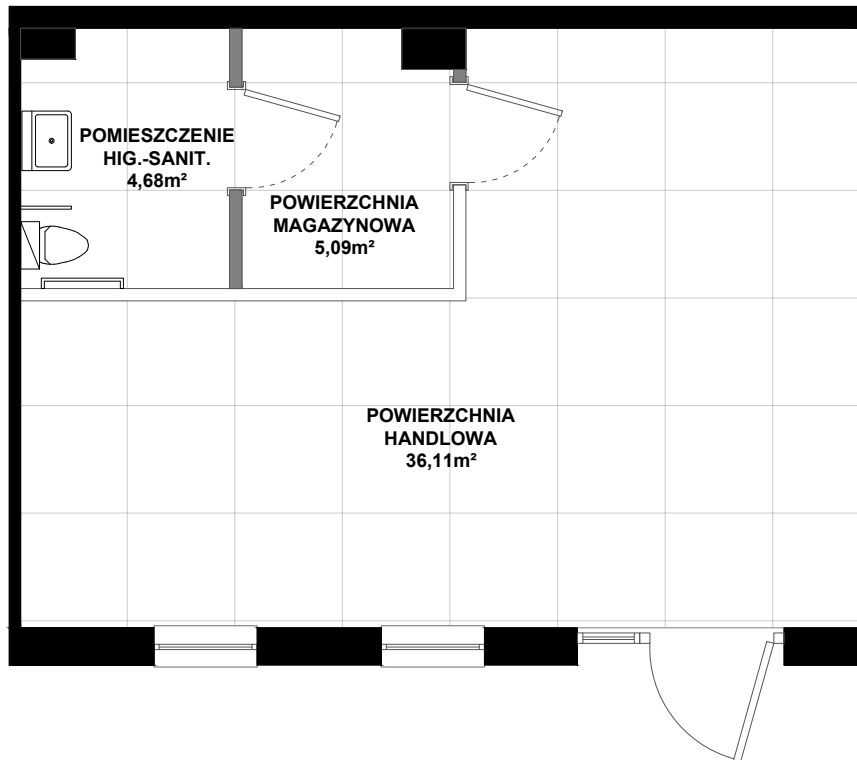 POMIESZCZENIE
HIG.-SANIT.
4,68m²
POWIERZCHNIA
MAGAZYNOWA
5,09m²
POWIERZCHNIA
HANDLOWA
36,11m²